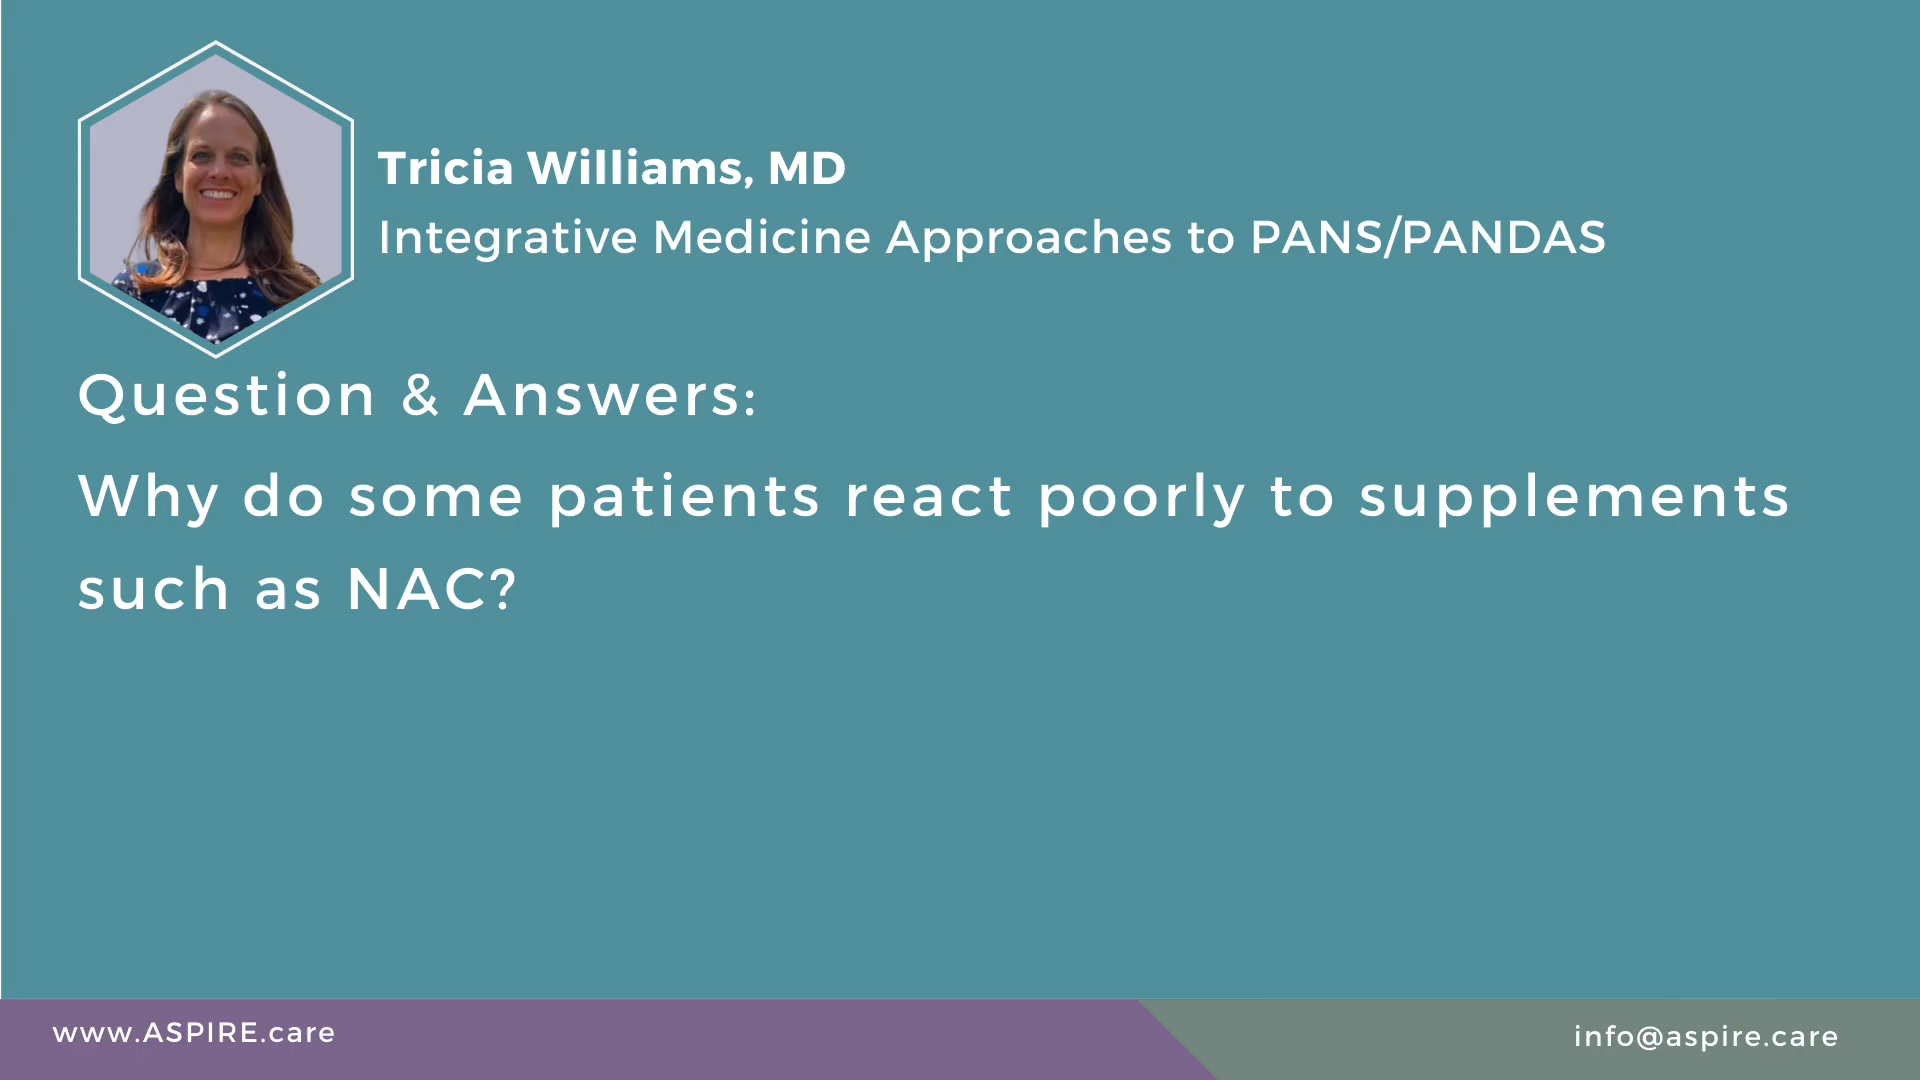 Tricia Williams, MD
Integrative Medicine Approaches to PANS/PANDAS
Question & Answers:
Why do some patients react poorly to supplements
such as NAC?
www.ASPIRE.care
info@aspire.care